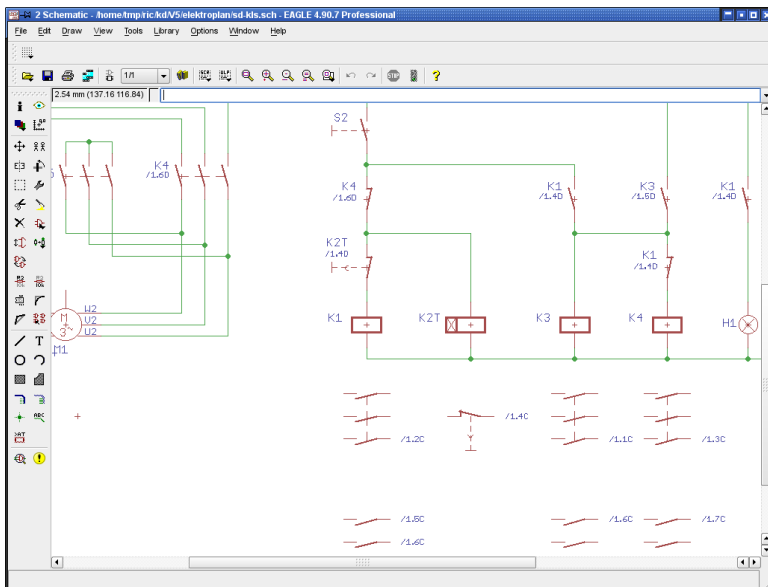 2 Schematic - /home/tmp/ric/kd/V5/elektroplan/sd-kls.sch - EAGLE 4.90.7 Professional
File Edit Draw View Tools Library Options Window Help
1/1
2.54 mm (137.16 116.84)
S2
K4
/1.6D
K4
/1.6D
K1
/1.4D
K3
/1.5D
K1
/1.4D
K2T
/1.4D
K1
/1.4D
W2
V2
U2
M
3~
M1
K1
K2T
K3
K4
H1
/1.4C
/1.2C
/1.1C
/1.3C
/1.5C
/1.6C
/1.7C
/1.6C